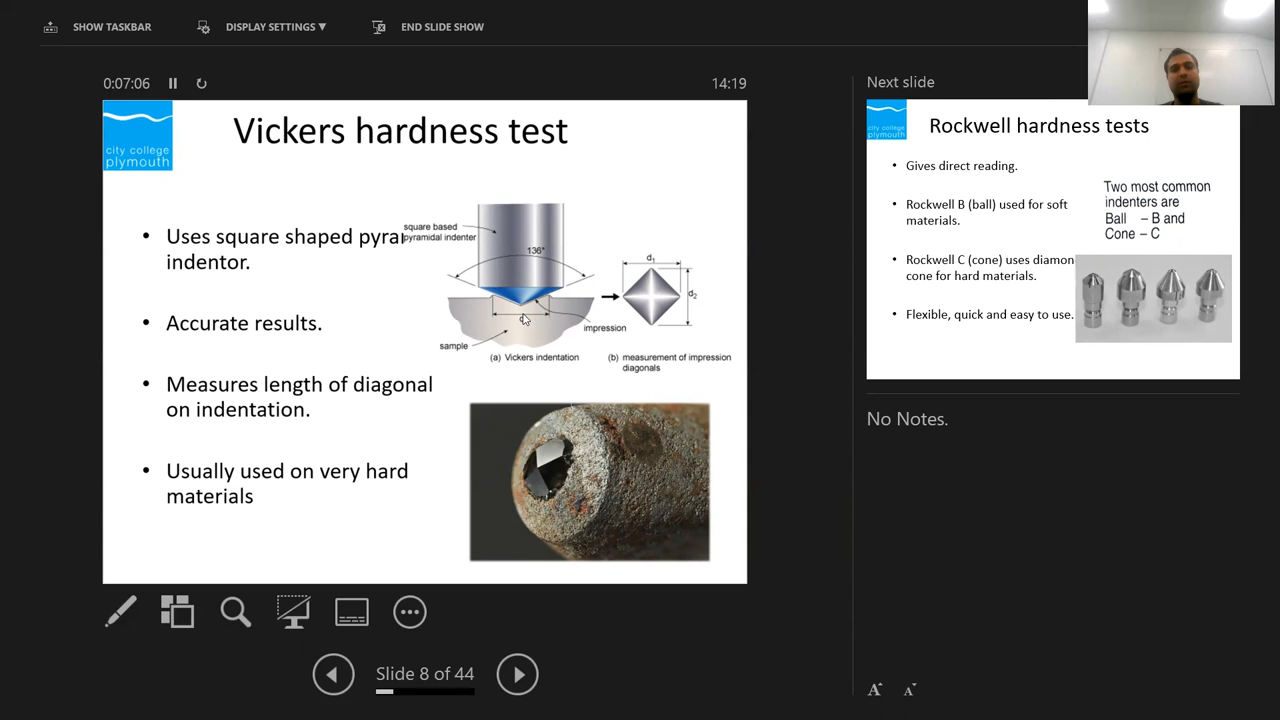 SHOW TASKBAR
DISPLAY SETTINGS ▼
END SLIDE SHOW
0:07:06
14:19
city college
plymouth
Vickers hardness test
• Uses square shaped pyra
indentor.
• Accurate results.
• Measures length of diagonal
on indentation.
• Usually used on very hard
materials
square based
pyramidal indenter
136°
d₁
d₂
impression
sample
(a) Vickers indentation
(b) measurement of impression
diagonals
Slide 8 of 44
Next slide
city college
plymouth
Rockwell hardness tests
• Gives direct reading.
• Rockwell B (ball) used for soft
materials.
• Rockwell C (cone) uses diamon
cone for hard materials.
• Flexible, quick and easy to use.
Two most common
indenters are
Ball – B and
Cone – C
No Notes.
A A